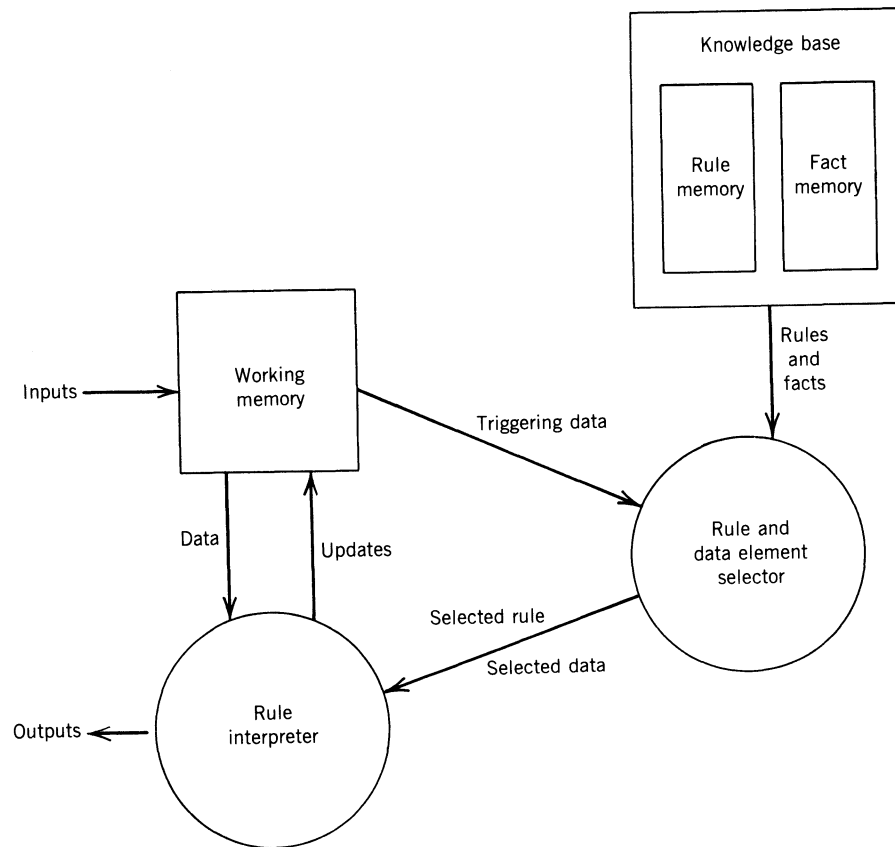 Knowledge base
Rule
memory
Fact
memory
Rules
and
facts
Inputs
Working
memory
Triggering data
Data
Updates
Rule and
data element
selector
Selected rule
Selected data
Rule
interpreter
Outputs